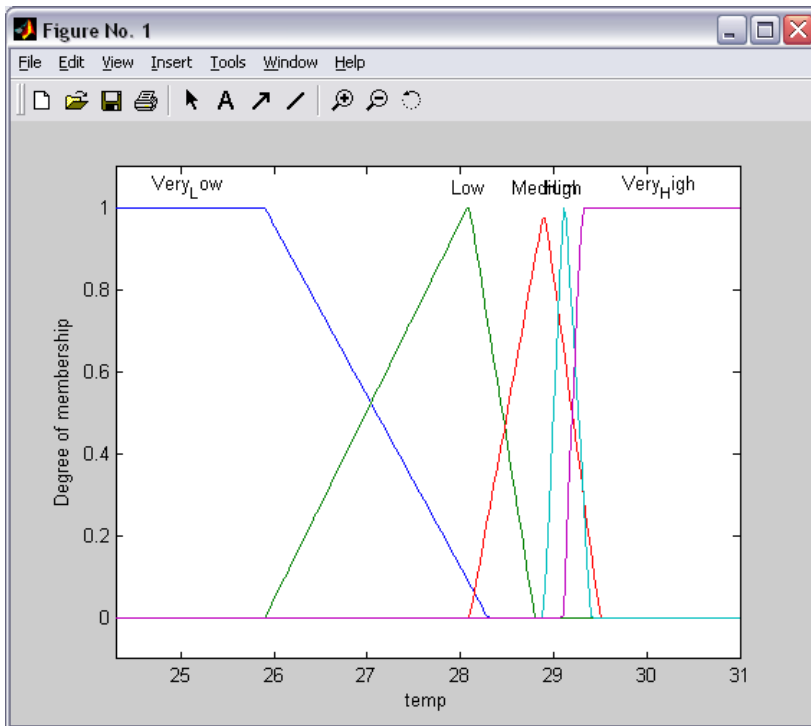 Figure No. 1
File Edit View Insert Tools Window Help
A
Very_Low Low Medium High Very_High
1
0.8
0.6
0.4
0.2
0
Degree of membership
25 26 27 28 29 30 31
temp